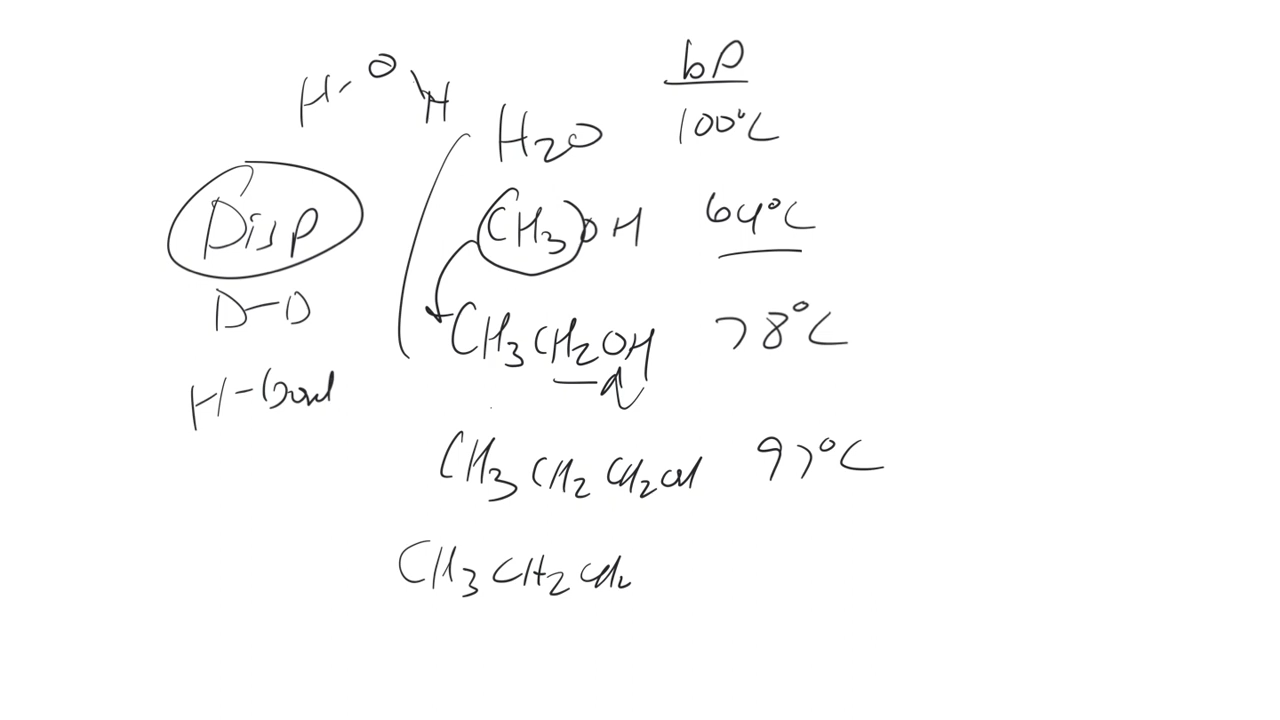 bP
H-O\H
H2O 100°C
Disp
CH3OH 64°C
D-D
CH3CH2OH 78°C
H-Bond
CH3CH2CH2OH 97°C
CH3CH2CH2